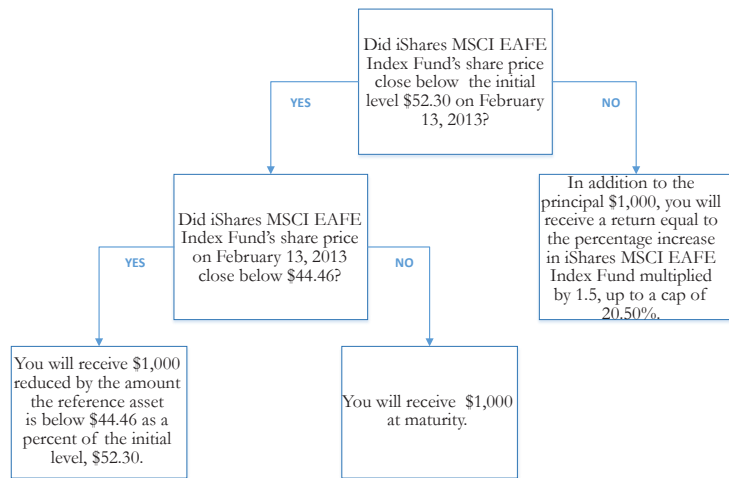 Did iShares MSCI EAFE
Index Fund's share price
close below the initial
level $52.30 on February
13, 2013?
YES
NO
Did iShares MSCI EAFE
Index Fund's share price
on February 13, 2013
close below $44.46?
In addition to the
principal $1,000, you will
receive a return equal to
the percentage increase
in iShares MSCI EAFE
Index Fund multiplied
by 1.5, up to a cap of
20.50%.
YES
NO
You will receive $1,000
reduced by the amount
the reference asset
is below $44.46 as a
percent of the initial
level, $52.30.
You will receive $1,000
at maturity.